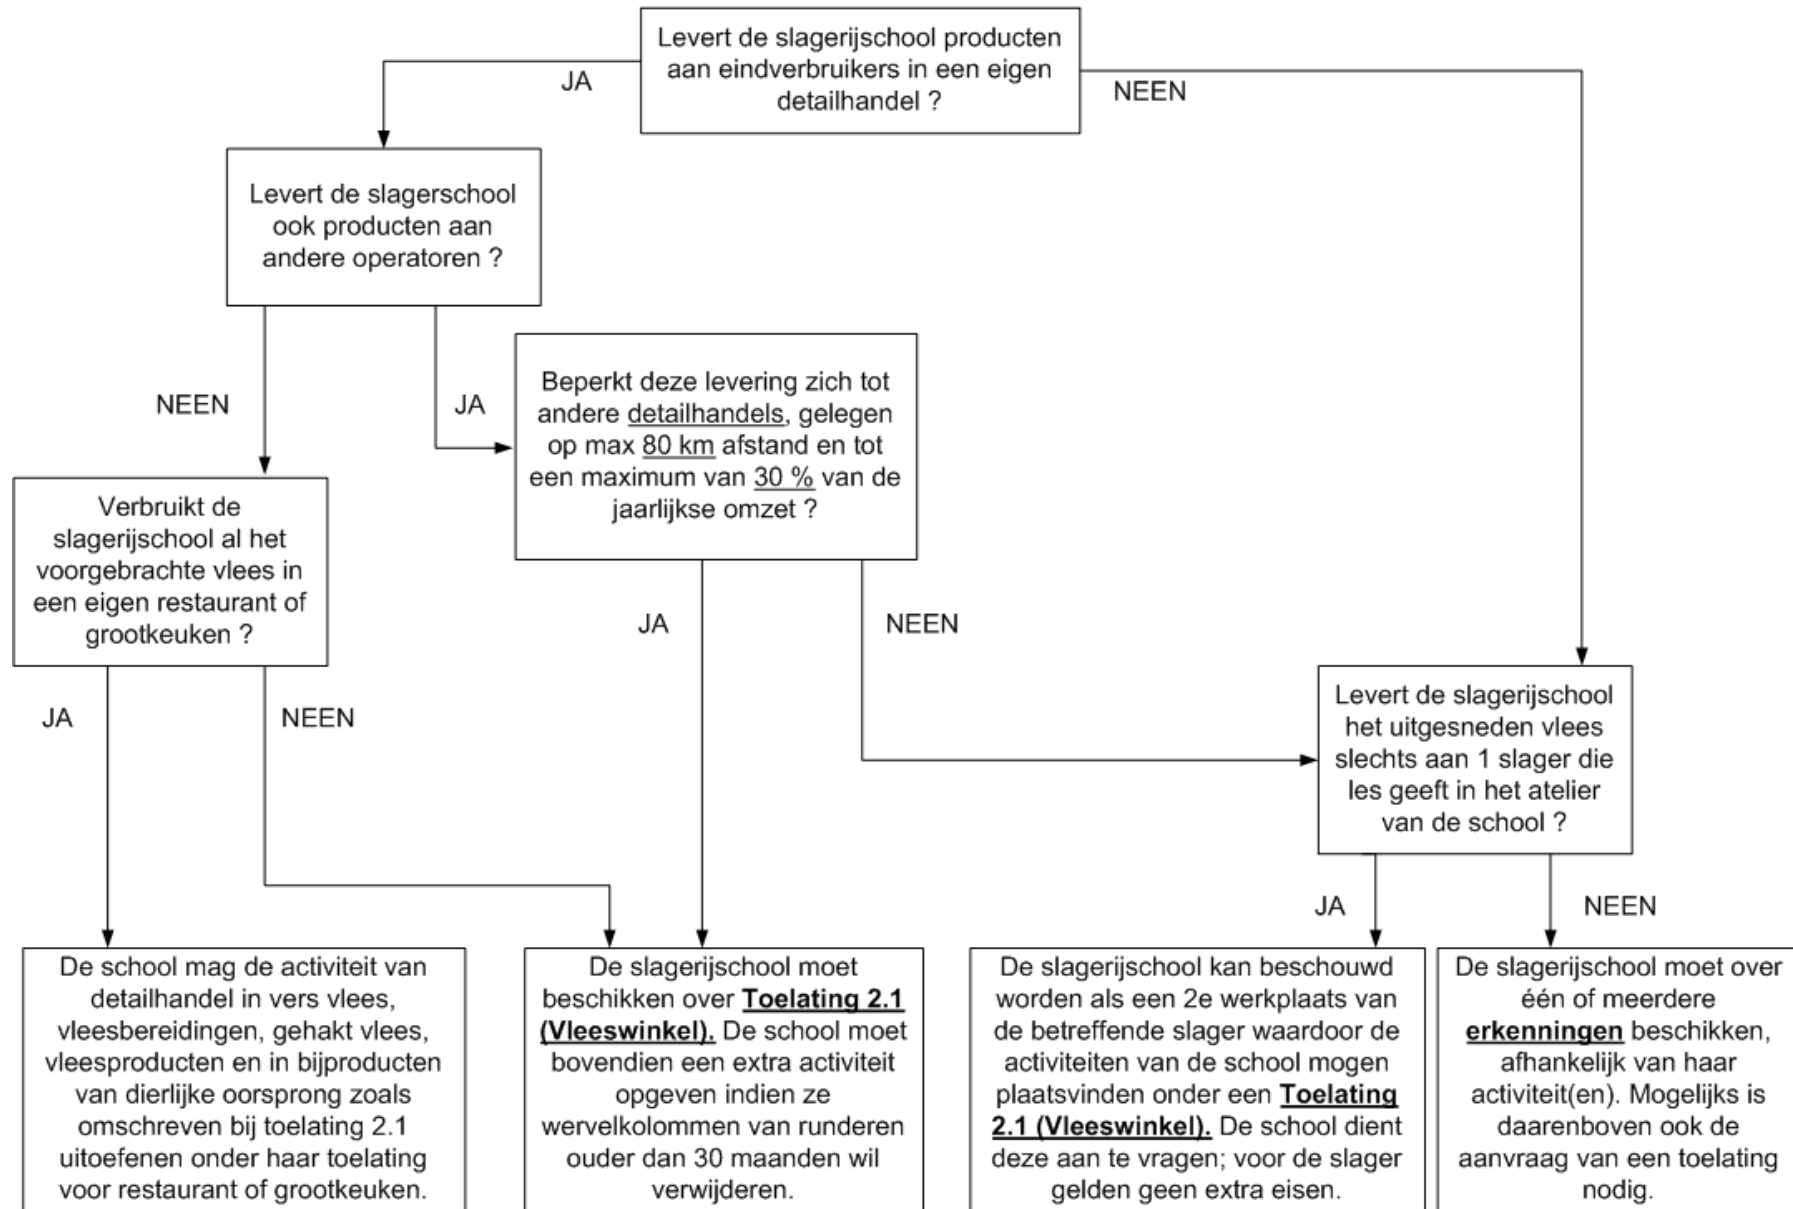 Levert de slagerijschool producten
aan eindverbruikers in een eigen
detailhandel ?
JA
NEEN
Levert de slagerschool
ook producten aan
andere operatoren ?
NEEN
JA
Beperkt deze levering zich tot
andere detailhandels, gelegen
op max 80 km afstand en tot
een maximum van 30 % van de
jaarlijkse omzet ?
Verbruikt de
slagerijschool al het
voorgebrachte vlees in
een eigen restaurant of
grootkeuken ?
JA
NEEN
JA
NEEN
Levert de slagerijschool
het uitgesneden vlees
slechts aan 1 slager die
les geeft in het atelier
van de school ?
JA
NEEN
De school mag de activiteit van
detailhandel in vers vlees,
vleesbereidingen, gehakt vlees,
vleesproducten en in bijproducten
van dierlijke oorsprong zoals
omschreven bij toelating 2.1
uitoefenen onder haar toelating
voor restaurant of grootkeuken.
De slagerijschool moet
beschikken over Toelating 2.1
(Vleeswinkel). De school moet
bovendien een extra activiteit
opgeven indien ze
wervelkolommen van runderen
ouder dan 30 maanden wil
verwijderen.
De slagerijschool kan beschouwd
worden als een 2e werkplaats van
de betreffende slager waardoor de
activiteiten van de school mogen
plaatsvinden onder een Toelating
2.1 (Vleeswinkel). De school dient
deze aan te vragen; voor de slager
gelden geen extra eisen.
De slagerijschool moet over
één of meerdere
erkenningen beschikken,
afhankelijk van haar
activiteit(en). Mogelijks is
daarenboven ook de
aanvraag van een toelating
nodig.